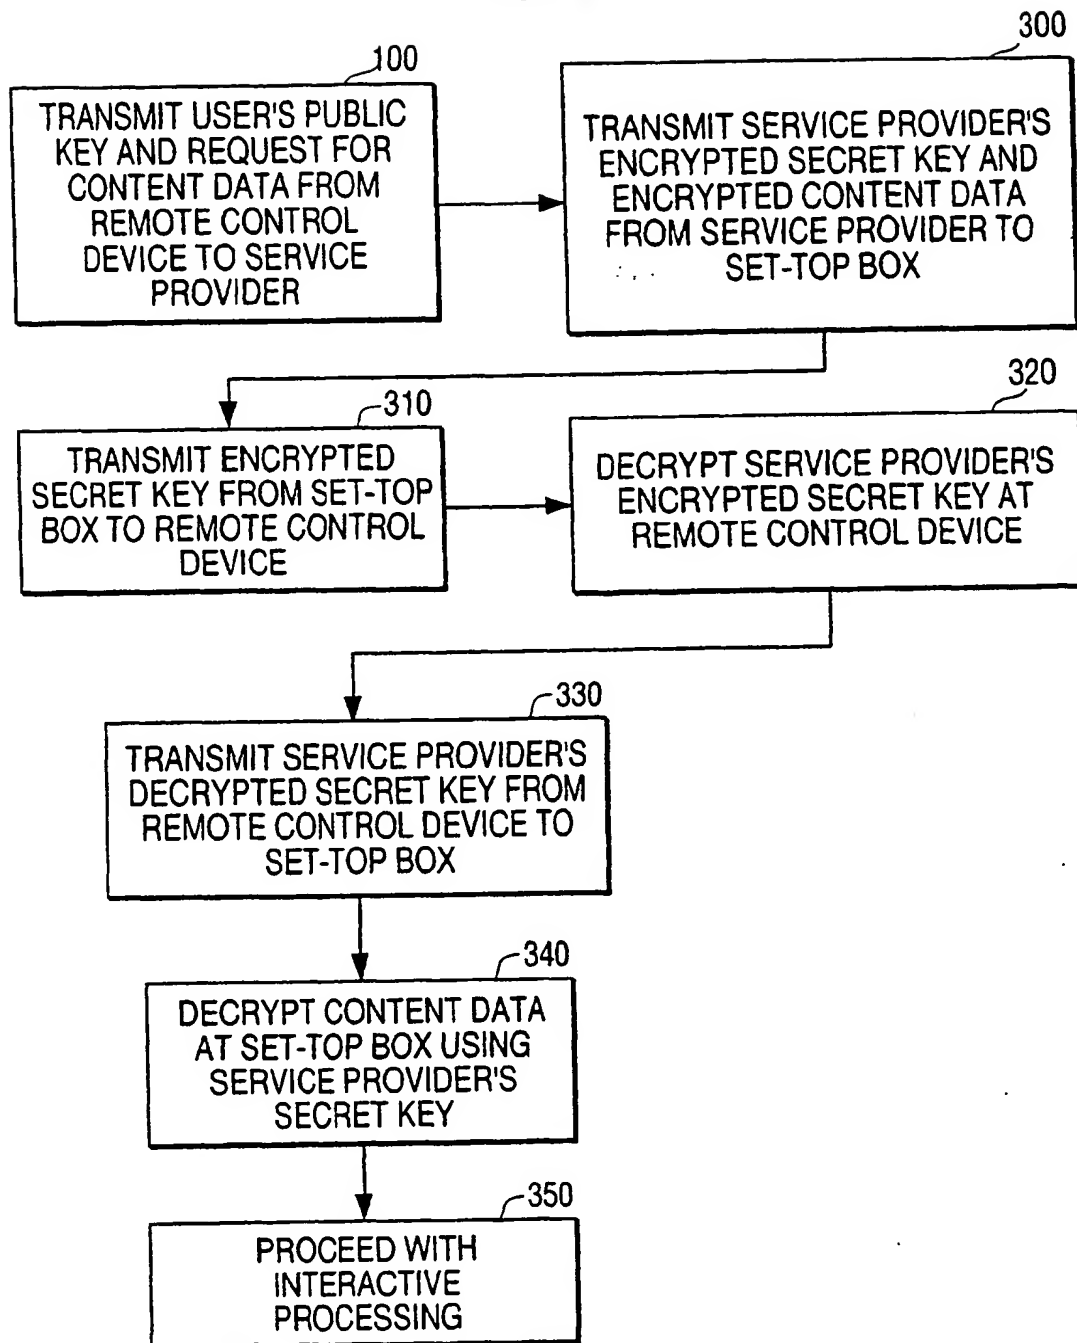 100
TRANSMIT USER'S PUBLIC
KEY AND REQUEST FOR
CONTENT DATA FROM
REMOTE CONTROL
DEVICE TO SERVICE
PROVIDER
300
TRANSMIT SERVICE PROVIDER'S
ENCRYPTED SECRET KEY AND
ENCRYPTED CONTENT DATA
FROM SERVICE PROVIDER TO
SET-TOP BOX
310
TRANSMIT ENCRYPTED
SECRET KEY FROM SET-TOP
BOX TO REMOTE CONTROL
DEVICE
320
DECRYPT SERVICE PROVIDER'S
ENCRYPTED SECRET KEY AT
REMOTE CONTROL DEVICE
330
TRANSMIT SERVICE PROVIDER'S
DECRYPTED SECRET KEY FROM
REMOTE CONTROL DEVICE TO
SET-TOP BOX
340
DECRYPT CONTENT DATA
AT SET-TOP BOX USING
SERVICE PROVIDER'S
SECRET KEY
350
PROCEED WITH
INTERACTIVE
PROCESSING